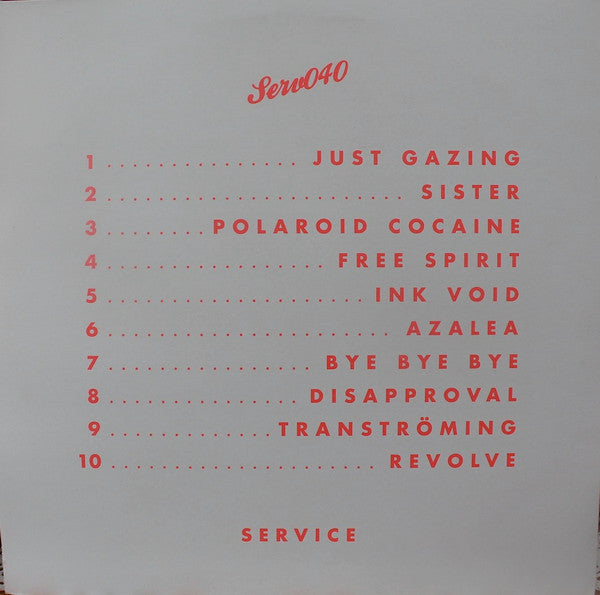 Serv040
1 ................ JUST GAZING
2 ........................ SISTER
3 ........ POLAROID COCAINE
4 .................. FREE SPIRIT
5 ...................... INK VOID
6 ........................ AZALEA
7 ................. BYE BYE BYE
8 ................ DISAPPROVAL
9 ............. TRANSTRÖMING
10 ...................... REVOLVE
SERVICE